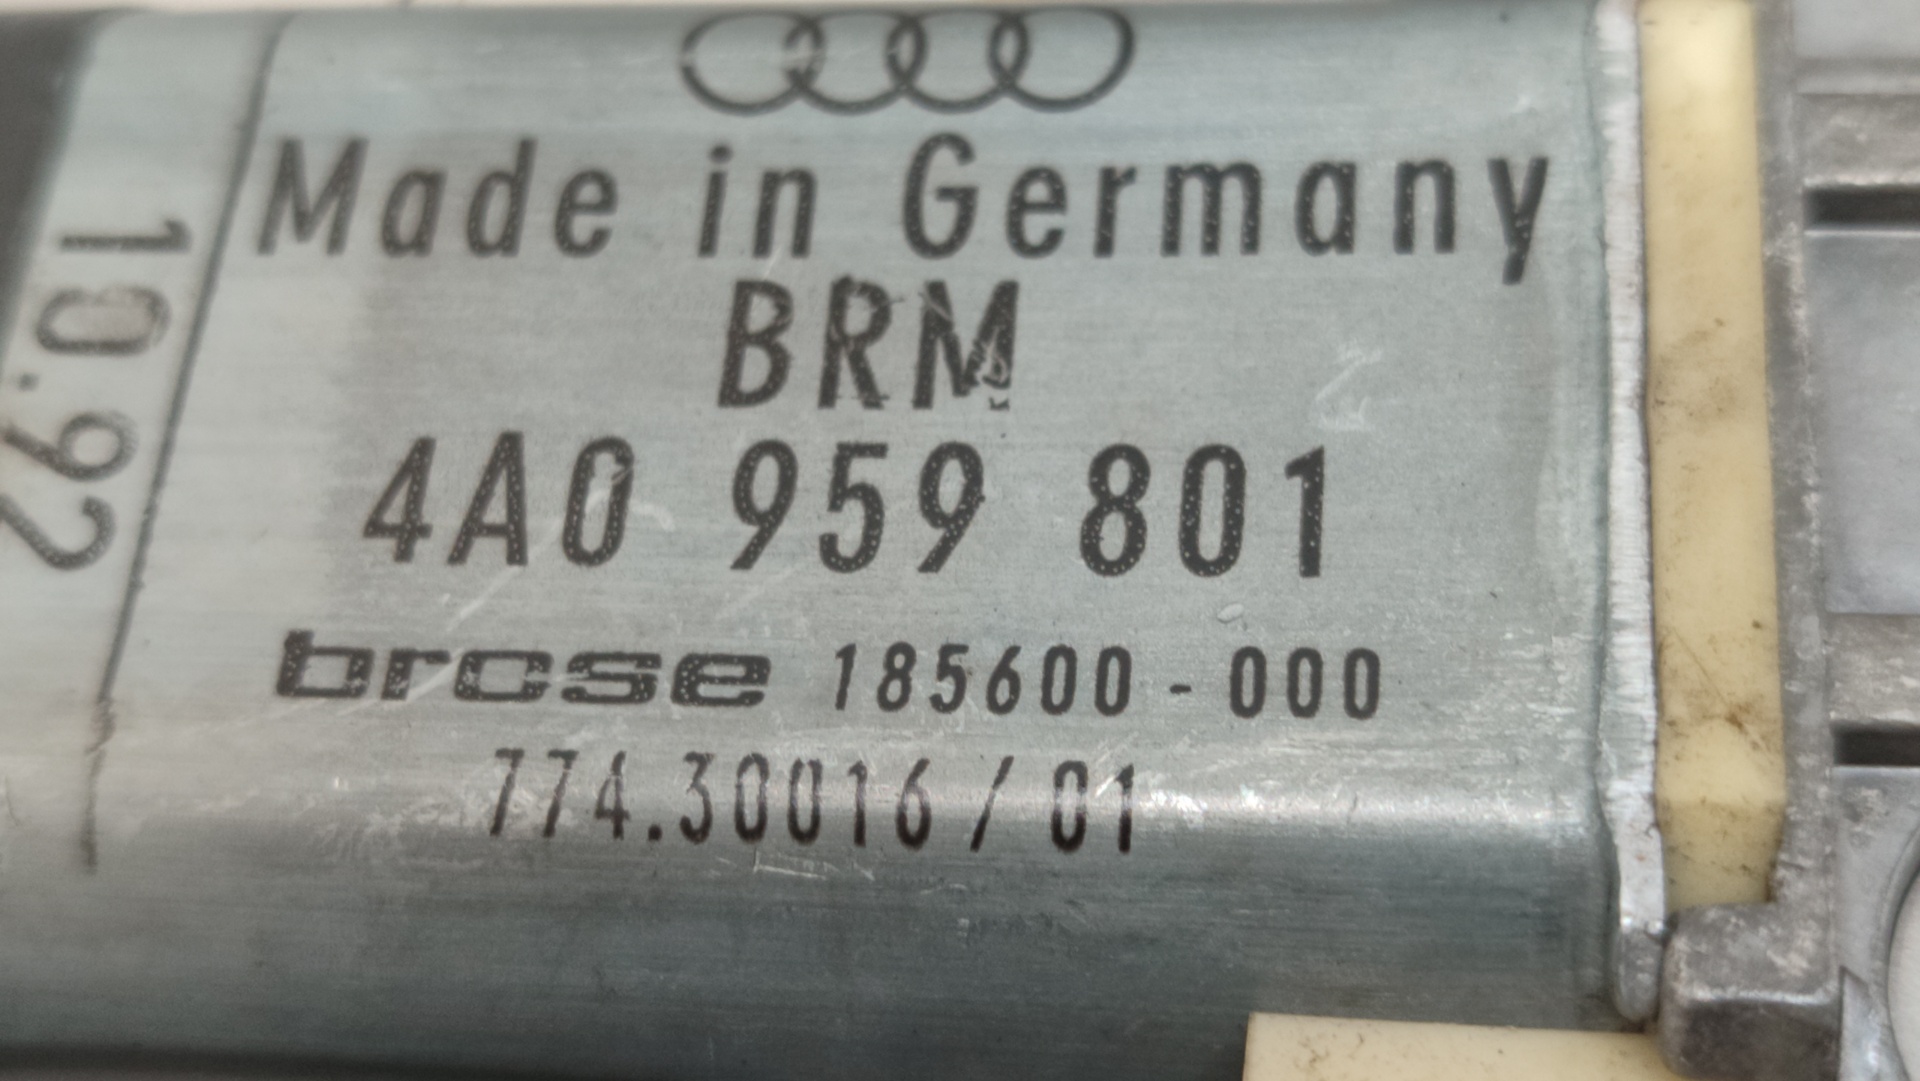 Made in Germany
BRM
4A0 959 801
brose 185600-000
774.30016/01
10.92